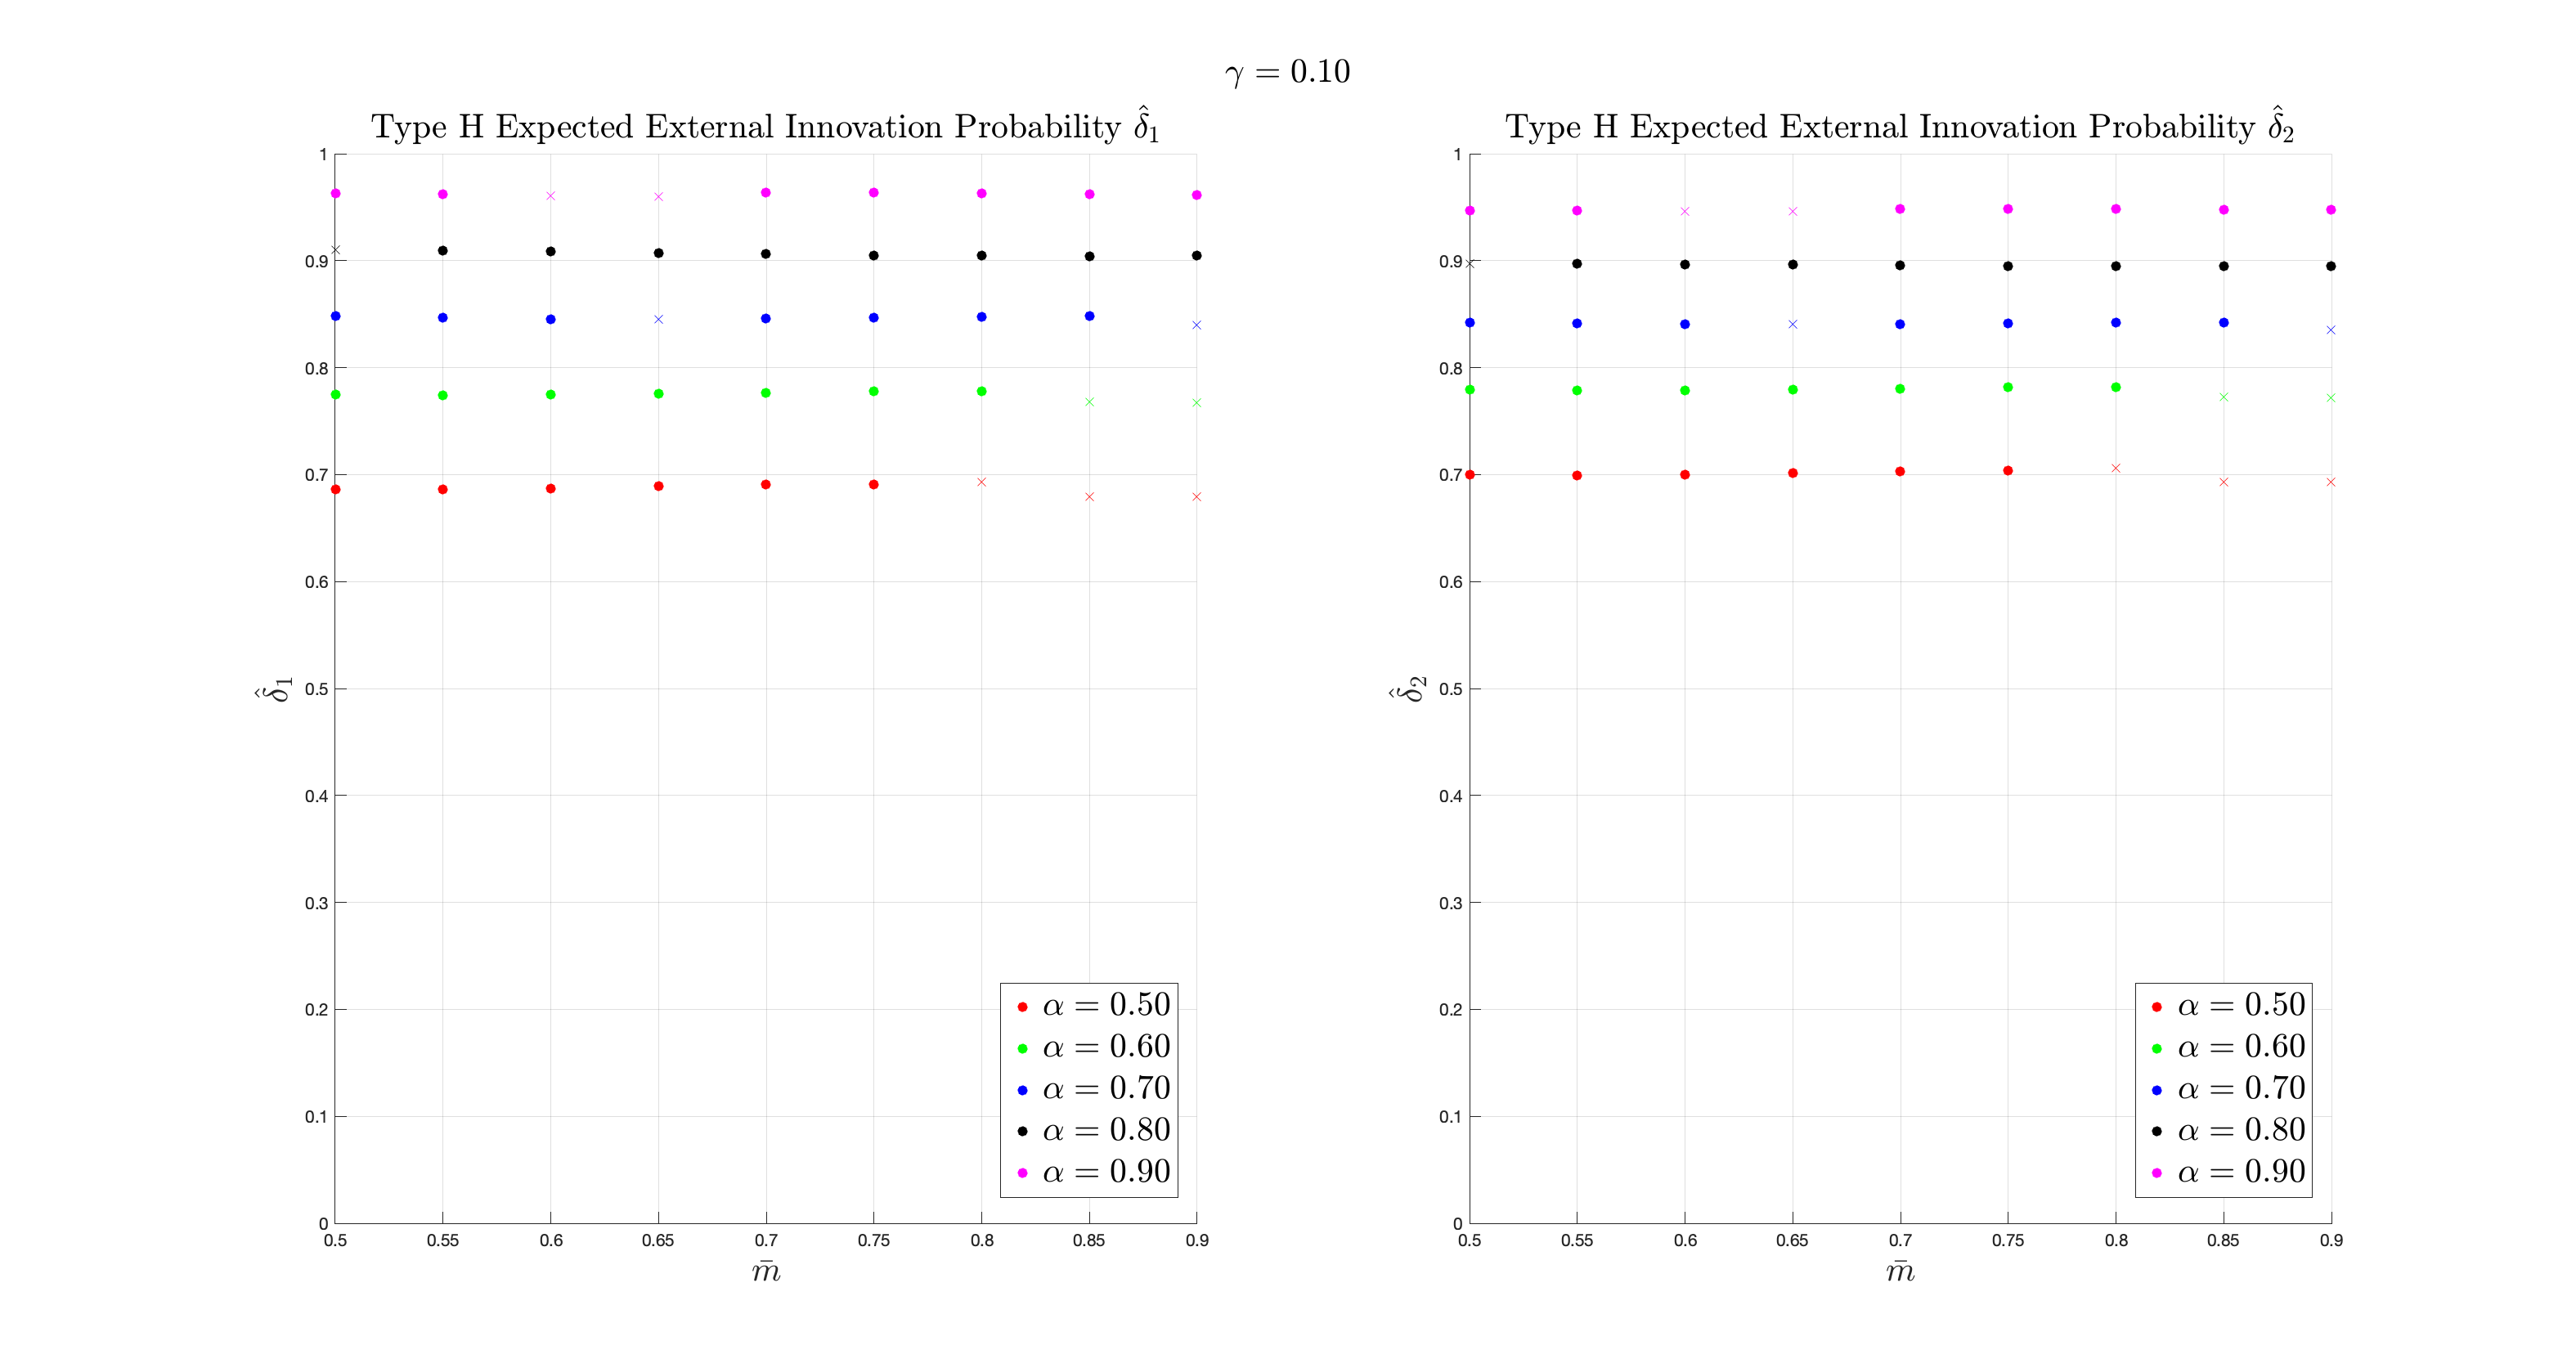 γ = 0.10
Type H Expected External Innovation Probability δ̂₁
1
0.9
0.8
0.7
0.6
0.5
0.4
0.3
0.2
0.1
0
δ̂₁
0.5 0.55 0.6 0.65 0.7 0.75 0.8 0.85 0.9
m̄
α = 0.50
α = 0.60
α = 0.70
α = 0.80
α = 0.90
Type H Expected External Innovation Probability δ̂₂
1
0.9
0.8
0.7
0.6
0.5
0.4
0.3
0.2
0.1
0
δ̂₂
0.5 0.55 0.6 0.65 0.7 0.75 0.8 0.85 0.9
m̄
α = 0.50
α = 0.60
α = 0.70
α = 0.80
α = 0.90